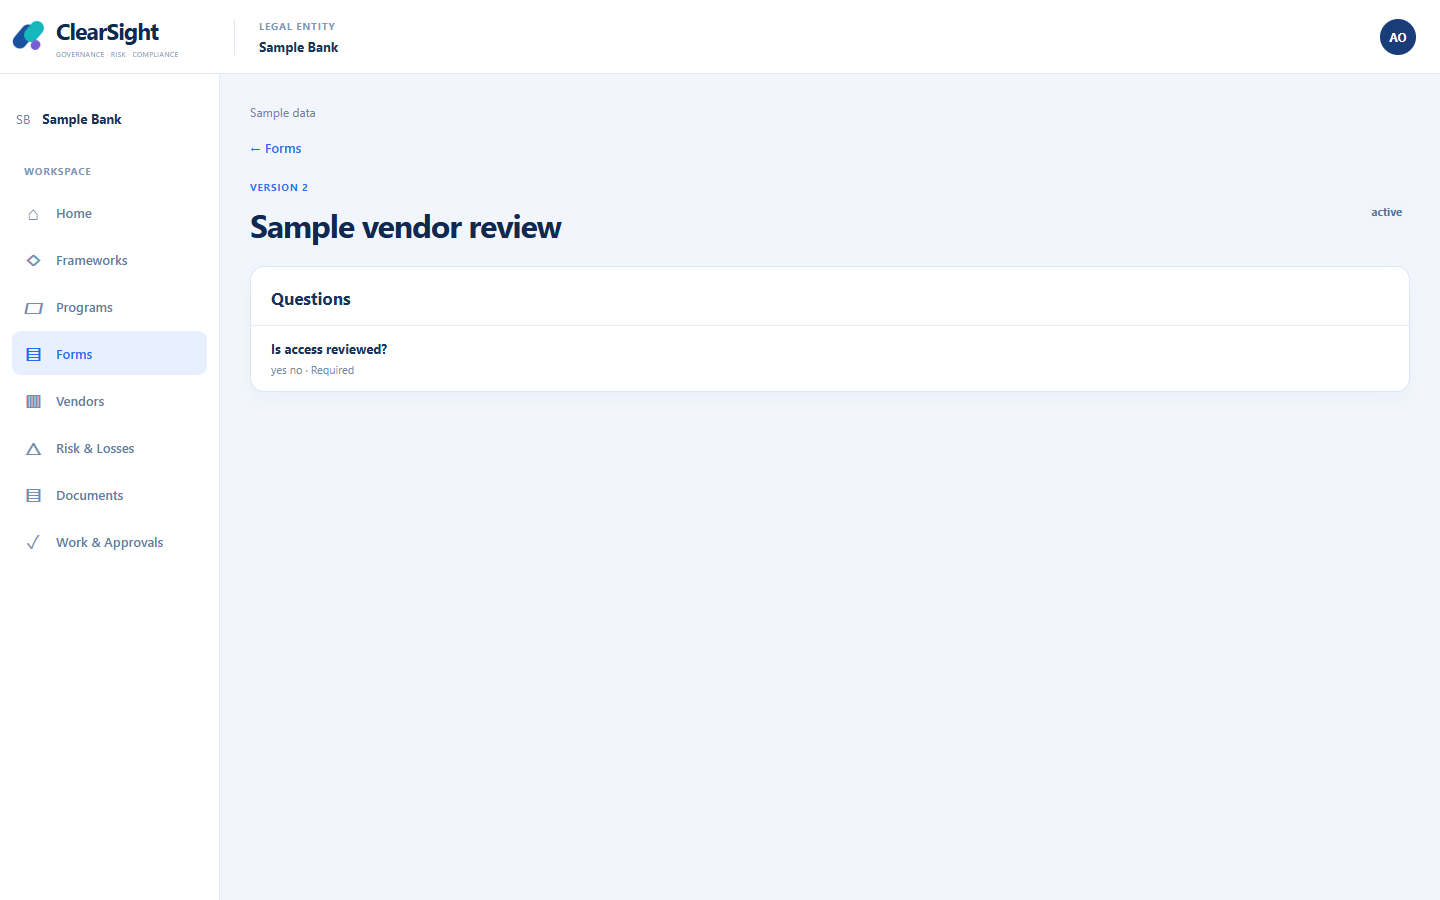 ClearSight
GOVERNANCE · RISK · COMPLIANCE
LEGAL ENTITY
Sample Bank
AO
SB Sample Bank
WORKSPACE
Home
Frameworks
Programs
Forms
Vendors
Risk & Losses
Documents
Work & Approvals
Sample data
← Forms
VERSION 2
Sample vendor review
active
Questions
Is access reviewed?
yes no · Required